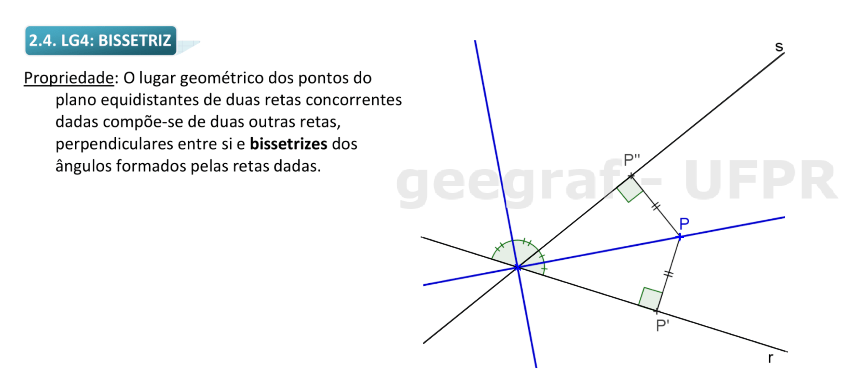 2.4. LG4: BISSETRIZ
Propriedade: O lugar geométrico dos pontos do
plano equidistantes de duas retas concorrentes
dadas compõe-se de duas outras retas,
perpendiculares entre si e bissetrizes dos
ângulos formados pelas retas dadas.
s
P"
geegraf - UFPR
P
P'
r